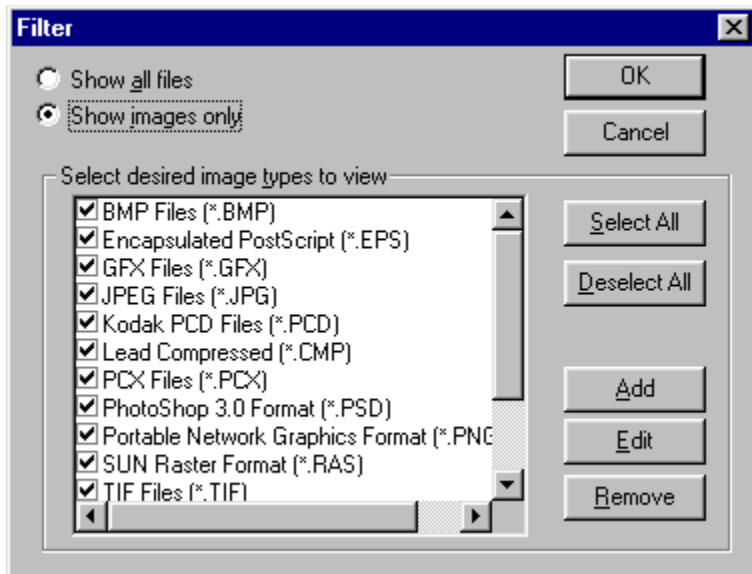 Filter
Show all files
Show images only
OK
Cancel
Select desired image types to view
BMP Files (*.BMP)
Encapsulated PostScript (*.EPS)
GFX Files (*.GFX)
JPEG Files (*.JPG)
Kodak PCD Files (*.PCD)
Lead Compressed (*.CMP)
PCX Files (*.PCX)
PhotoShop 3.0 Format (*.PSD)
Portable Network Graphics Format (*.PNG
SUN Raster Format (*.RAS)
TIF Files (*.TIF)
Select All
Deselect All
Add
Edit
Remove